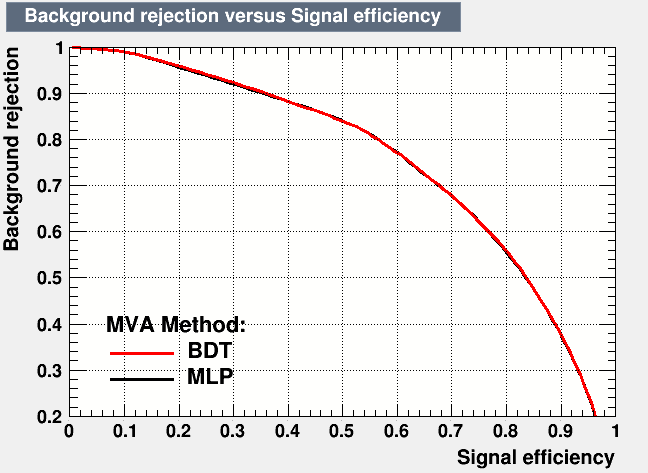 Background rejection versus Signal efficiency
Background rejection
1
0.9
0.8
0.7
0.6
0.5
0.4
0.3
0.2
MVA Method:
BDT
MLP
0 0.1 0.2 0.3 0.4 0.5 0.6 0.7 0.8 0.9 1
Signal efficiency